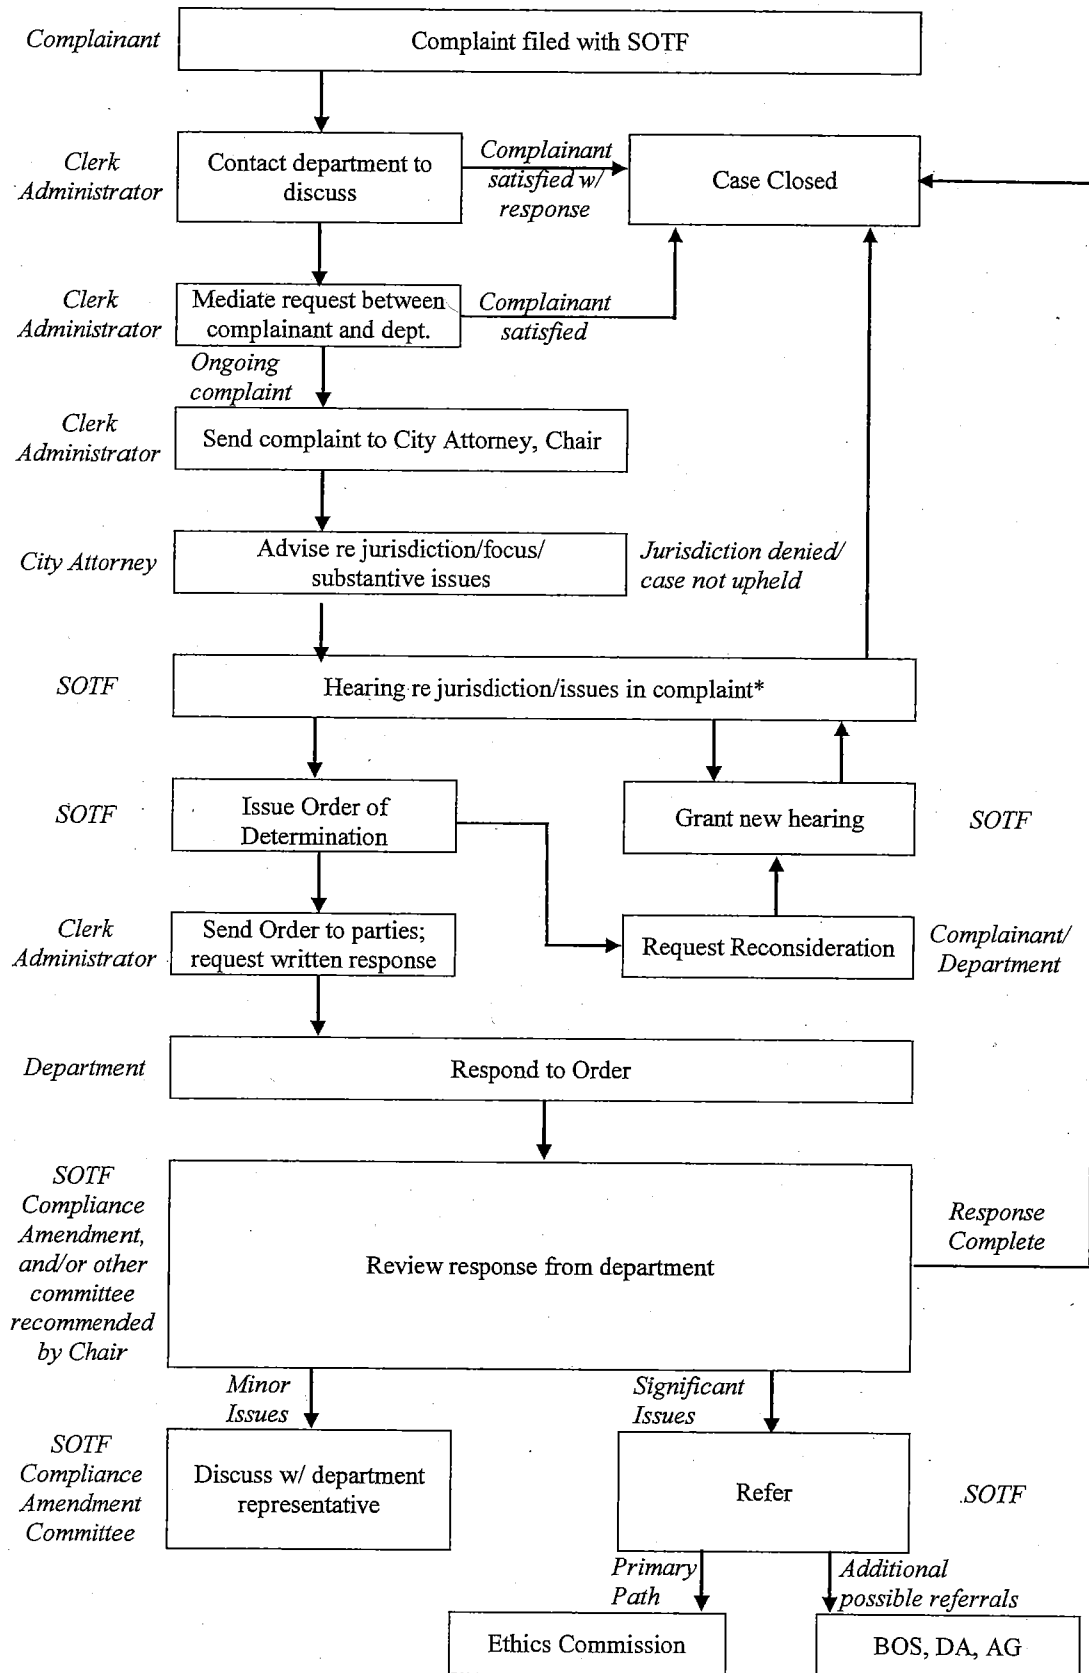 Complainant
Complaint filed with SOTF
Clerk
Administrator
Contact department to
discuss
Complainant
satisfied w/
response
Case Closed
Clerk
Administrator
Mediate request between
complainant and dept.
Complainant
satisfied
Ongoing
complaint
Clerk
Administrator
Send complaint to City Attorney, Chair
City Attorney
Advise re jurisdiction/focus/
substantive issues
Jurisdiction denied/
case not upheld
SOTF
Hearing re jurisdiction/issues in complaint*
SOTF
Issue Order of
Determination
Grant new hearing
SOTF
Clerk
Administrator
Send Order to parties;
request written response
Request Reconsideration
Complainant/
Department
Department
Respond to Order
SOTF
Compliance
Amendment,
and/or other
committee
recommended
by Chair
Review response from department
Response
Complete
Minor
Issues
Significant
Issues
SOTF
Compliance
Amendment
Committee
Discuss w/ department
representative
Refer
SOTF
Primary
Path
Additional
possible referrals
Ethics Commission
BOS, DA, AG